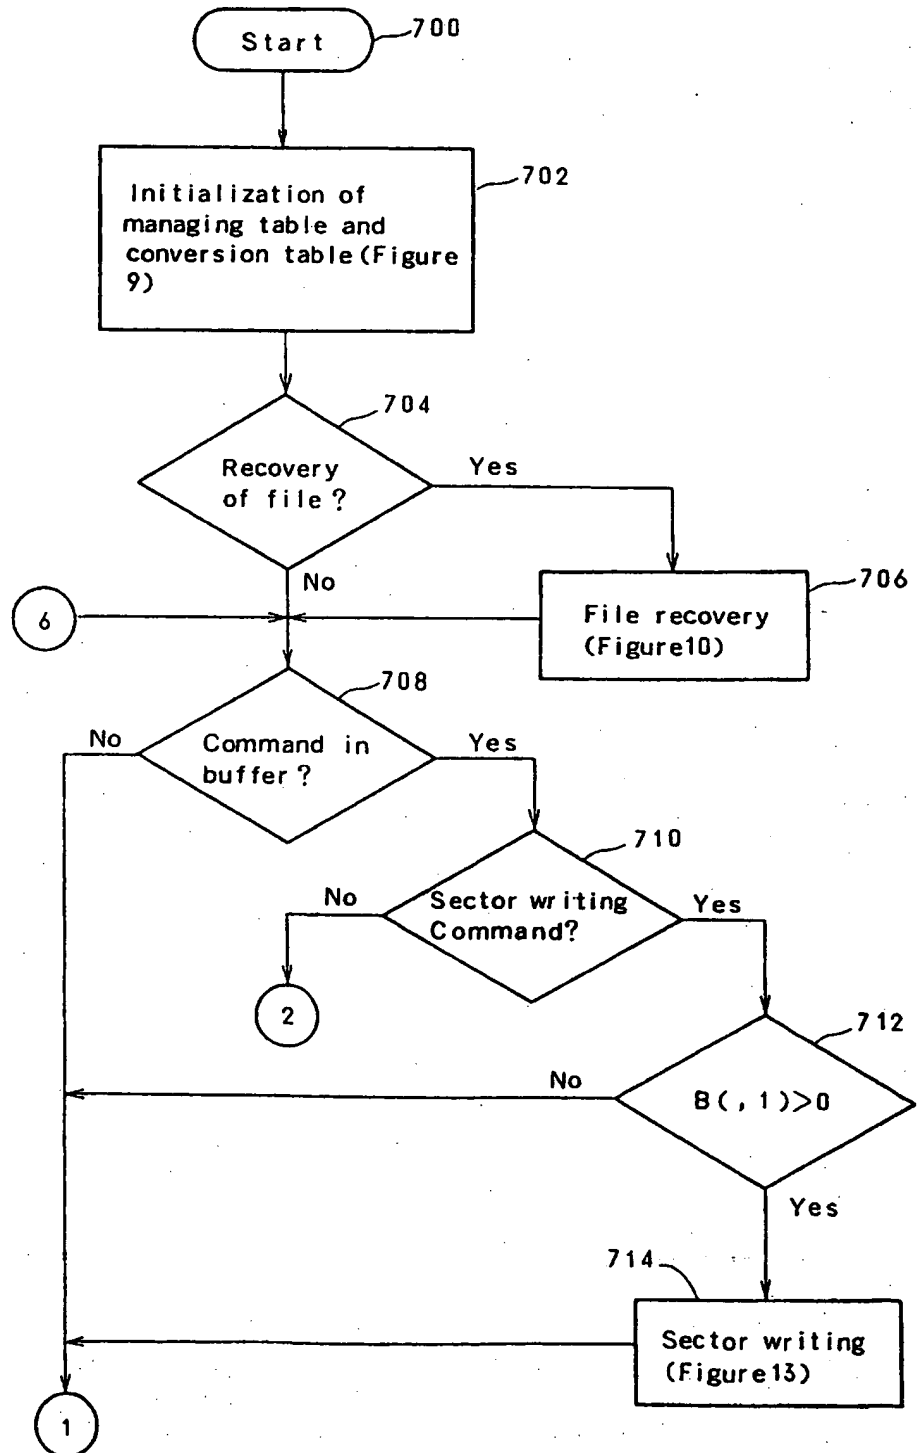 Start
700
702
Initialization of
managing table and
conversion table(Figure
9)
704
Recovery
of file?
Yes
No
706
File recovery
(Figure10)
6
708
Command in
buffer?
No
Yes
710
Sector writing
Command?
No
Yes
2
712
B(,1)>0
No
Yes
714
Sector writing
(Figure13)
1